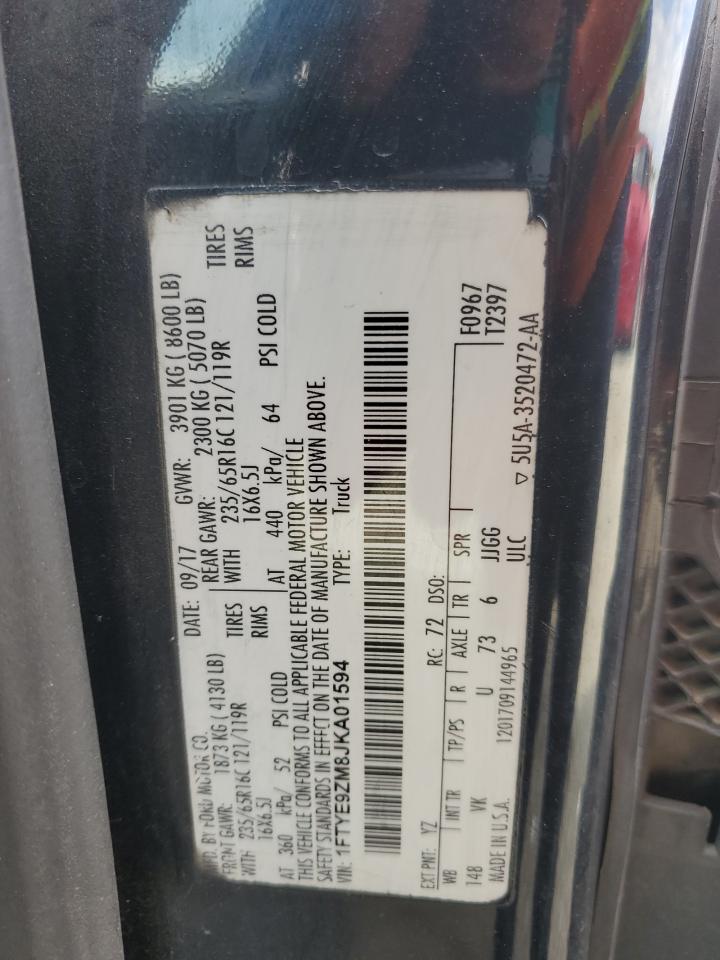 MFD. BY FORD MOTOR CO.
DATE: 09/17 GVWR: 3901 KG ( 8600 LB)
FRONT GAWR: 1873 KG ( 4130 LB) REAR GAWR: 2300 KG ( 5070 LB)
WITH 235/65R16C 121/119R TIRES WITH 235/65R16C 121/119R TIRES
16X6.5J RIMS 16X6.5J RIMS
AT 360 kPa/ 52 PSI COLD AT 440 kPa/ 64 PSI COLD
THIS VEHICLE CONFORMS TO ALL APPLICABLE FEDERAL MOTOR VEHICLE
SAFETY STANDARDS IN EFFECT ON THE DATE OF MANUFACTURE SHOWN ABOVE.
VIN: 1FTYE9ZM8JKA01594 TYPE: Truck
EXT PNT: YZ RC: 72 DSO:
WB INT TR TP/PS R AXLE TR SPR F0967
148 VK U 73 6 JJGG T2397
ULC
MADE IN U.S.A. 1201709144965 ▽ 5U5A-3520472-AA